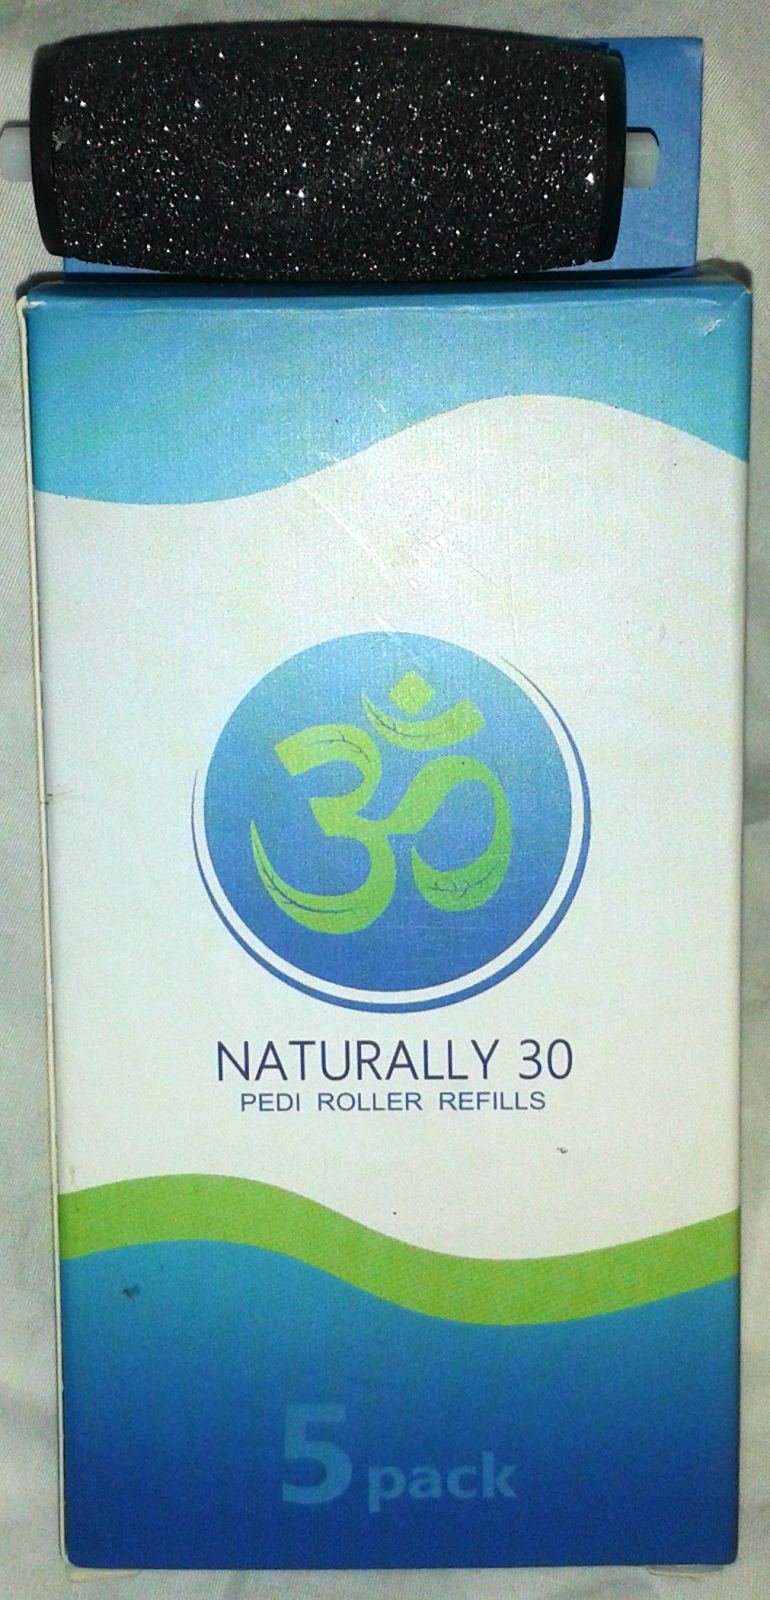 ॐ
NATURALLY 30
PEDI ROLLER REFILLS
5 pack